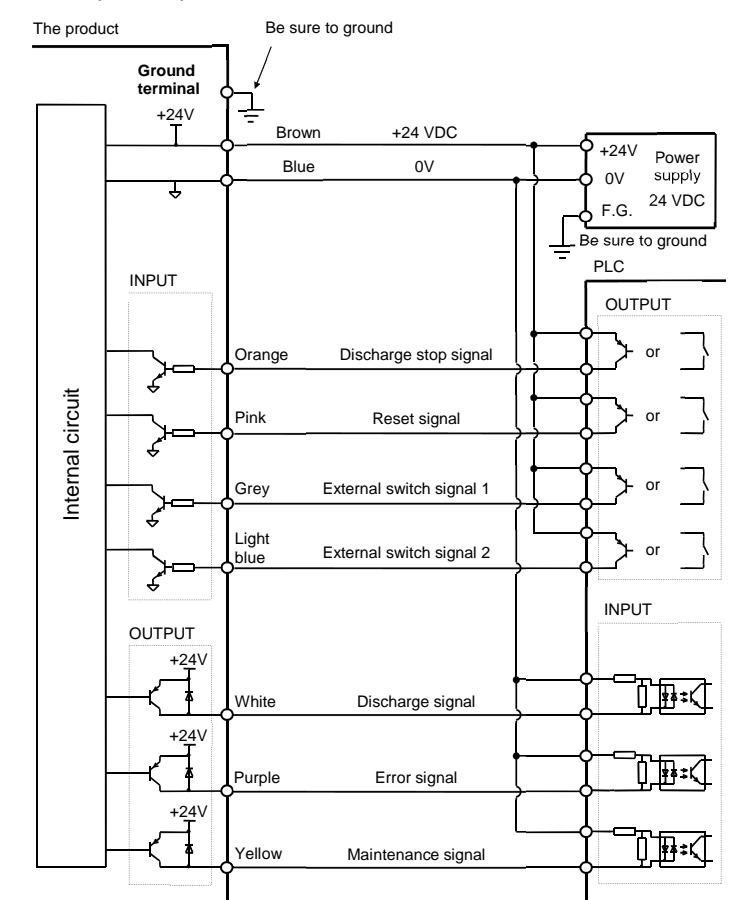 The product
Be sure to ground
Ground
terminal
+24V
Brown +24 VDC
Blue 0V
+24V
0V
F.G.
Power
supply
24 VDC
Be sure to ground
PLC
INPUT
OUTPUT
Internal circuit
Orange Discharge stop signal
or
Pink Reset signal
or
Grey External switch signal 1
or
Light
blue
External switch signal 2
or
INPUT
OUTPUT
+24V
White Discharge signal
+24V
Purple Error signal
+24V
Yellow Maintenance signal